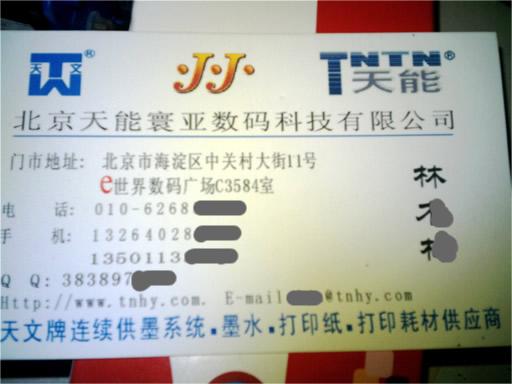 天文 ® JJ TNTN® 天能
北京天能寰亚数码科技有限公司
门市地址: 北京市海淀区中关村大街11号
e世界数码广场C3584室
电 话: 010-6268
手 机: 13264028
1350113
Q Q: 383897
Http://www.tnhy.com. E-mail @tnhy.com
林
天文牌连续供墨系统.墨水.打印纸.打印耗材供应商